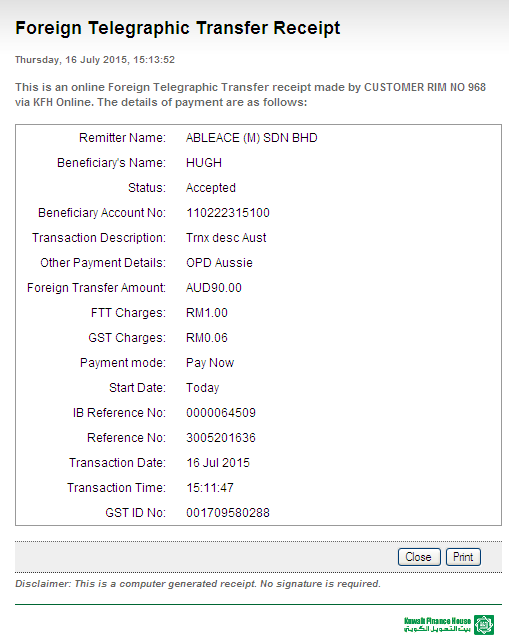 Foreign Telegraphic Transfer Receipt
Thursday, 16 July 2015, 15:13:52
This is an online Foreign Telegraphic Transfer receipt made by CUSTOMER RIM NO 968
via KFH Online. The details of payment are as follows:
Remitter Name: ABLEACE (M) SDN BHD
Beneficiary's Name: HUGH
Status: Accepted
Beneficiary Account No: 110222315100
Transaction Description: Trnx desc Aust
Other Payment Details: OPD Aussie
Foreign Transfer Amount: AUD90.00
FTT Charges: RM1.00
GST Charges: RM0.06
Payment mode: Pay Now
Start Date: Today
IB Reference No: 0000064509
Reference No: 3005201636
Transaction Date: 16 Jul 2015
Transaction Time: 15:11:47
GST ID No: 001709580288
Close Print
Disclaimer: This is a computer generated receipt. No signature is required.
Kuwait Finance House
بيت التمويل الكويتي